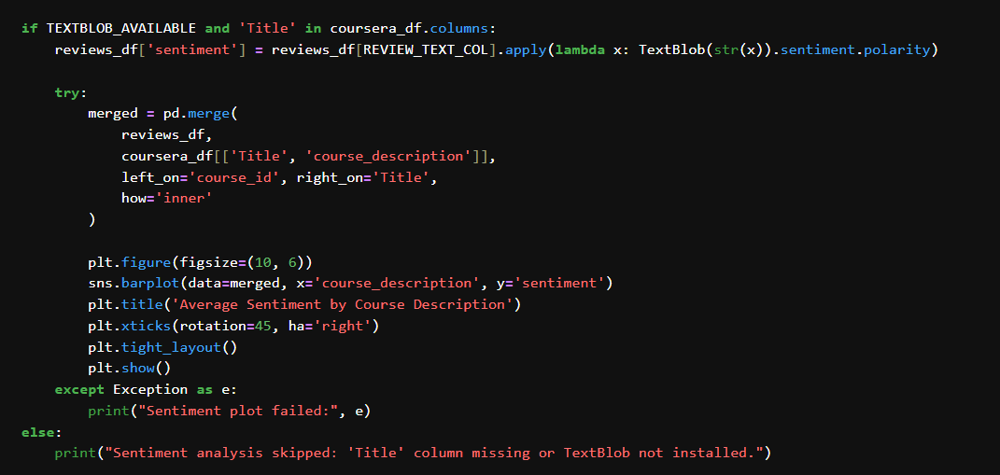 if TEXTBLOB_AVAILABLE and 'Title' in coursera_df.columns:
    reviews_df['sentiment'] = reviews_df[REVIEW_TEXT_COL].apply(lambda x: TextBlob(str(x)).sentiment.polarity)

    try:
        merged = pd.merge(
            reviews_df,
            coursera_df[['Title', 'course_description']],
            left_on='course_id', right_on='Title',
            how='inner'
        )

        plt.figure(figsize=(10, 6))
        sns.barplot(data=merged, x='course_description', y='sentiment')
        plt.title('Average Sentiment by Course Description')
        plt.xticks(rotation=45, ha='right')
        plt.tight_layout()
        plt.show()
    except Exception as e:
        print("Sentiment plot failed:", e)
else:
    print("Sentiment analysis skipped: 'Title' column missing or TextBlob not installed.")